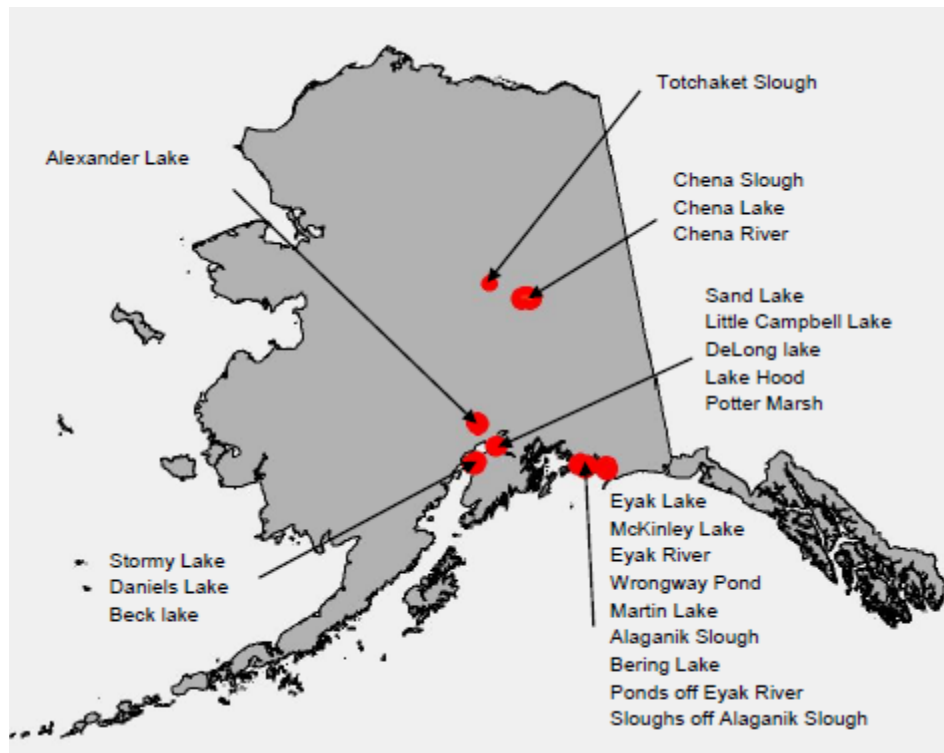 Totchaket Slough
Alexander Lake
Chena Slough
Chena Lake
Chena River
Sand Lake
Little Campbell Lake
DeLong lake
Lake Hood
Potter Marsh
Stormy Lake
Daniels Lake
Beck lake
Eyak Lake
McKinley Lake
Eyak River
Wrongway Pond
Martin Lake
Alaganik Slough
Bering Lake
Ponds off Eyak River
Sloughs off Alaganik Slough